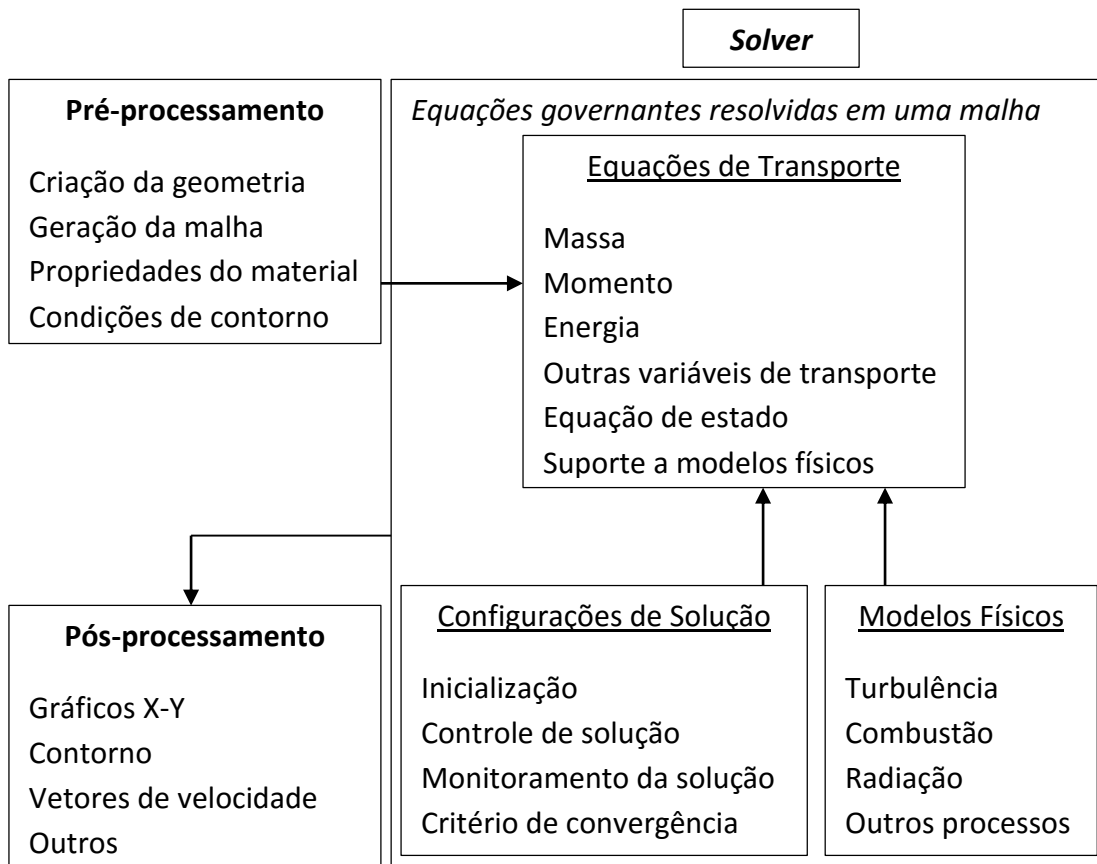 Solver
Pré-processamento
Criação da geometria
Geração da malha
Propriedades do material
Condições de contorno
Equações governantes resolvidas em uma malha
Equações de Transporte
Massa
Momento
Energia
Outras variáveis de transporte
Equação de estado
Suporte a modelos físicos
Pós-processamento
Gráficos X-Y
Contorno
Vetores de velocidade
Outros
Configurações de Solução
Inicialização
Controle de solução
Monitoramento da solução
Critério de convergência
Modelos Físicos
Turbulência
Combustão
Radiação
Outros processos